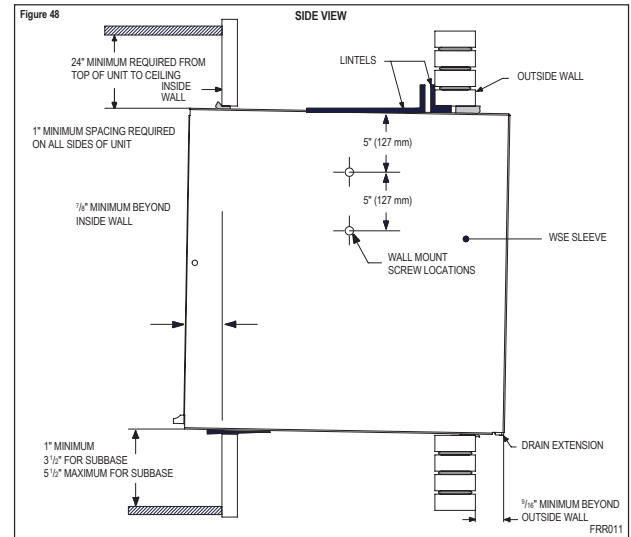 Figure 48
SIDE VIEW
24" MINIMUM REQUIRED FROM
TOP OF UNIT TO CEILING
INSIDE
WALL
LINTELS
OUTSIDE WALL
1" MINIMUM SPACING REQUIRED
ON ALL SIDES OF UNIT
5" (127 mm)
7/8" MINIMUM BEYOND
INSIDE WALL
5" (127 mm)
WSE SLEEVE
WALL MOUNT
SCREW LOCATIONS
1" MINIMUM
3 1/2" FOR SUBBASE
5 1/2" MAXIMUM FOR SUBBASE
DRAIN EXTENSION
9/16" MINIMUM BEYOND
OUTSIDE WALL
FRR011